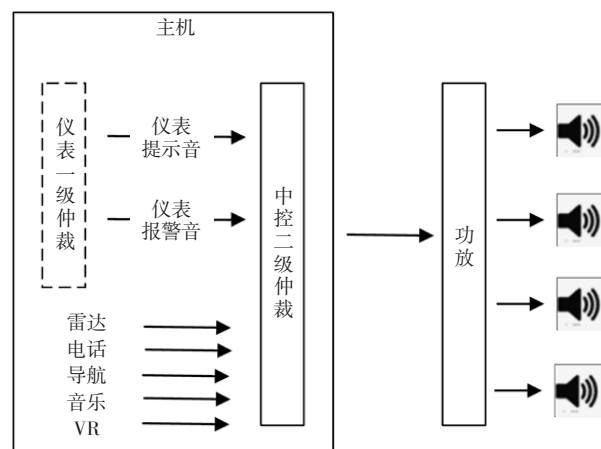 主机
仪表一级仲裁
仪表
提示音
仪表
报警音
中控二级仲裁
功放
雷达
电话
导航
音乐
VR